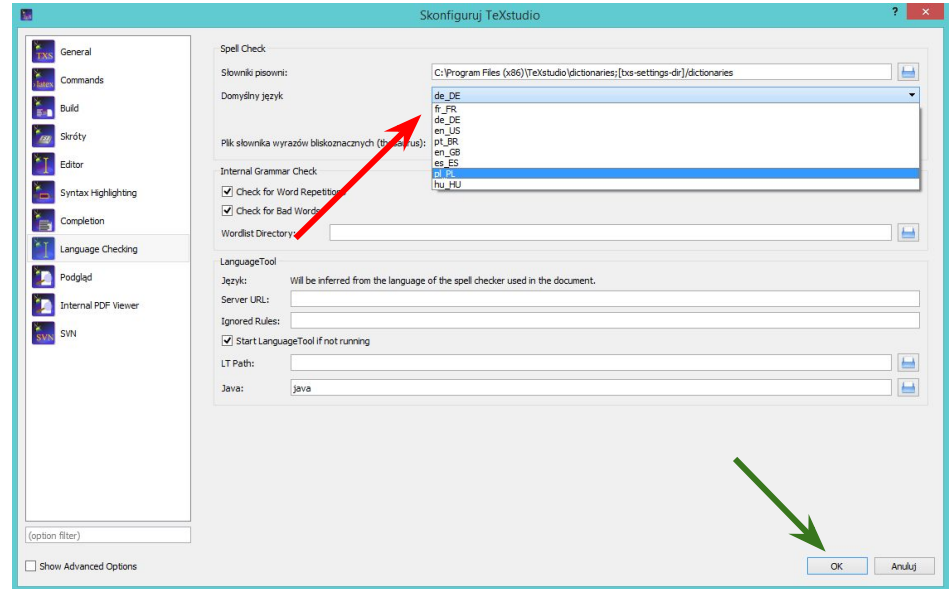 Skonfiguruj TeXstudio
?
×
General
Commands
Build
Skróty
Editor
Syntax Highlighting
Completion
Language Checking
Podgląd
Internal PDF Viewer
SVN
(option filter)
Show Advanced Options
Spell Check
Słowniki pisowni:
C:\Program Files (x86)\TeXstudio\dictionaries;[txs-settings-dir]/dictionaries
Domyślny język
de_DE
fr_FR
de_DE
en_US
pt_BR
en_GB
es_ES
pl_PL
hu_HU
Plik słownika wyrazów bliskoznacznych (thesaurus):
Internal Grammar Check
Check for Word Repetitions
Check for Bad Words
Wordlist Directory:
LanguageTool
Język:
Will be inferred from the language of the spell checker used in the document.
Server URL:
Ignored Rules:
Start LanguageTool if not running
LT Path:
Java:
java
OK
Anuluj